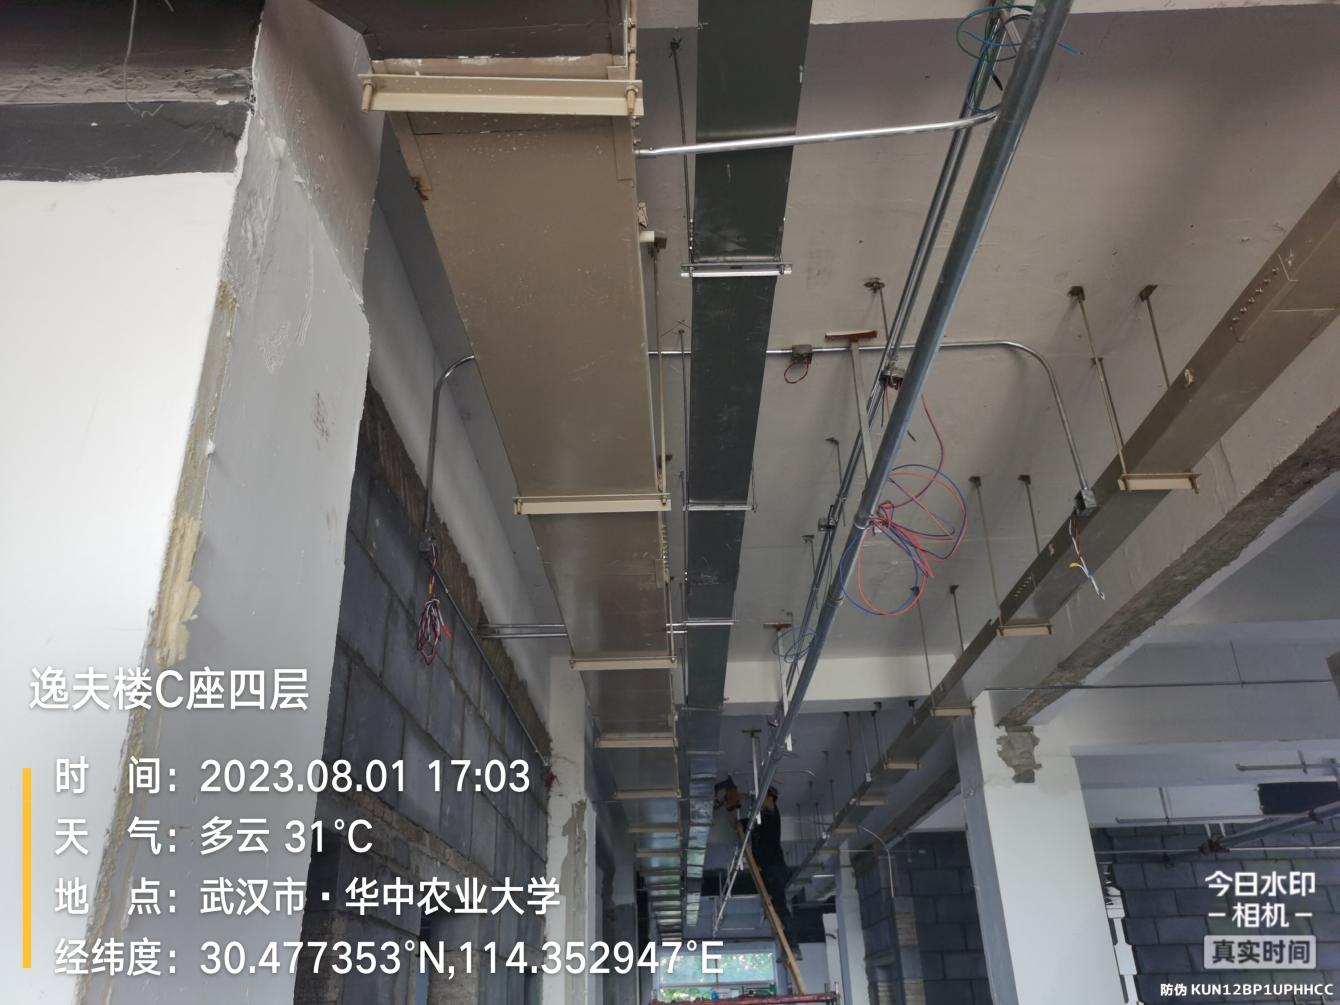 逸夫楼C座四层
时 间：2023.08.01 17:03
天 气：多云 31℃
地 点：武汉市·华中农业大学
经纬度：30.477353°N,114.352947°E
今日水印
-相机-
真实时间
防伪 KUN12BP1UPHHCC